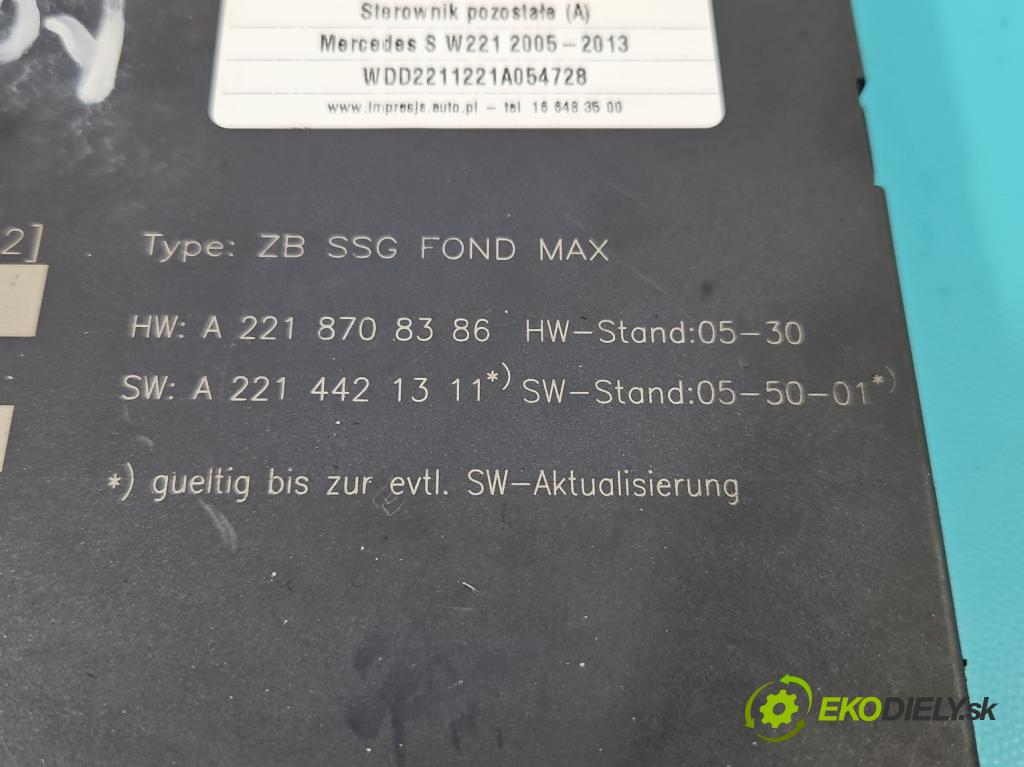 Sterownik pozostałe (A)
Mercedes S W221 2005-2013
WDD2211221A054728
www.impresja.auto.pl - tel 16 648 35 00
2]
Type: ZB SSG FOND MAX
HW: A 221 870 83 86 HW-Stand:05-30
SW: A 221 442 13 11*) SW-Stand:05-50-01*)
*) gueltig bis zur evtl. SW-Aktualisierung
EKODIELY.sk